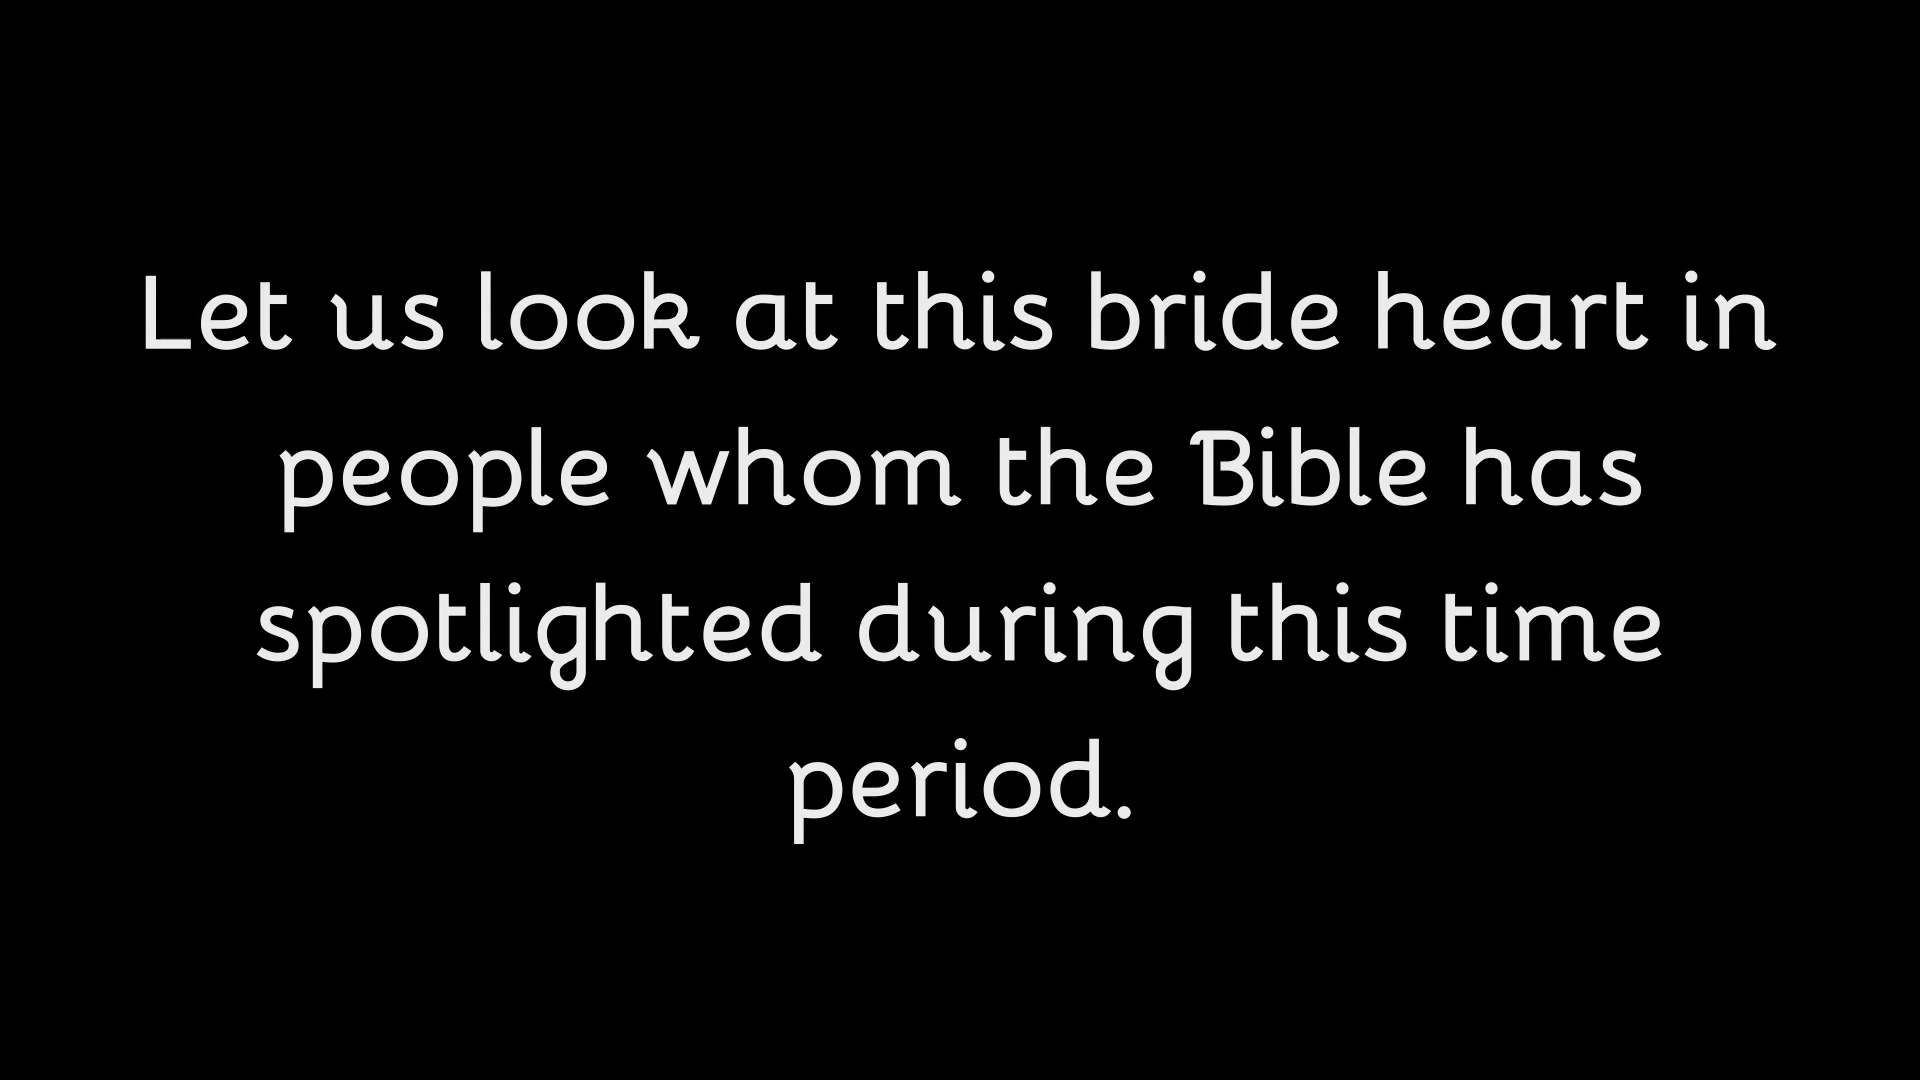 Let us look at this bride heart in
people whom the Bible has
spotlighted during this time
period.